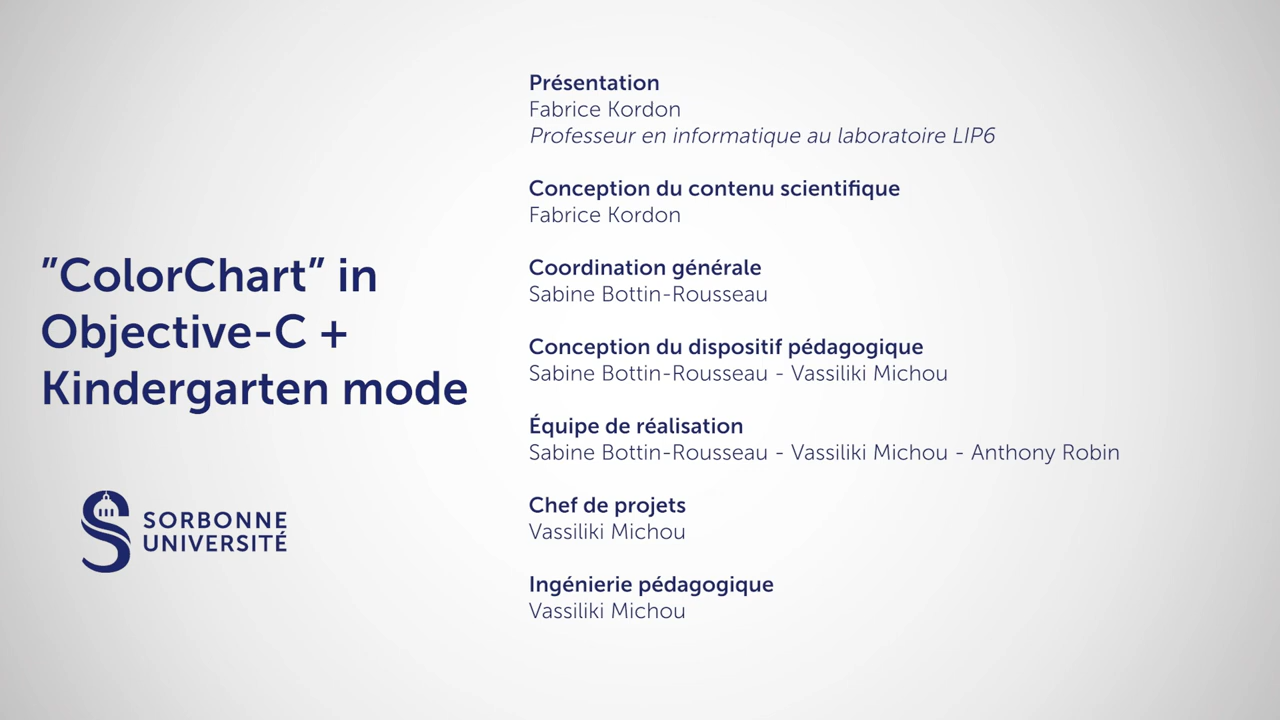 ”ColorChart” in
Objective-C +
Kindergarten mode
SORBONNE
UNIVERSITÉ
Présentation
Fabrice Kordon
Professeur en informatique au laboratoire LIP6
Conception du contenu scientifique
Fabrice Kordon
Coordination générale
Sabine Bottin-Rousseau
Conception du dispositif pédagogique
Sabine Bottin-Rousseau - Vassiliki Michou
Équipe de réalisation
Sabine Bottin-Rousseau - Vassiliki Michou - Anthony Robin
Chef de projets
Vassiliki Michou
Ingénierie pédagogique
Vassiliki Michou